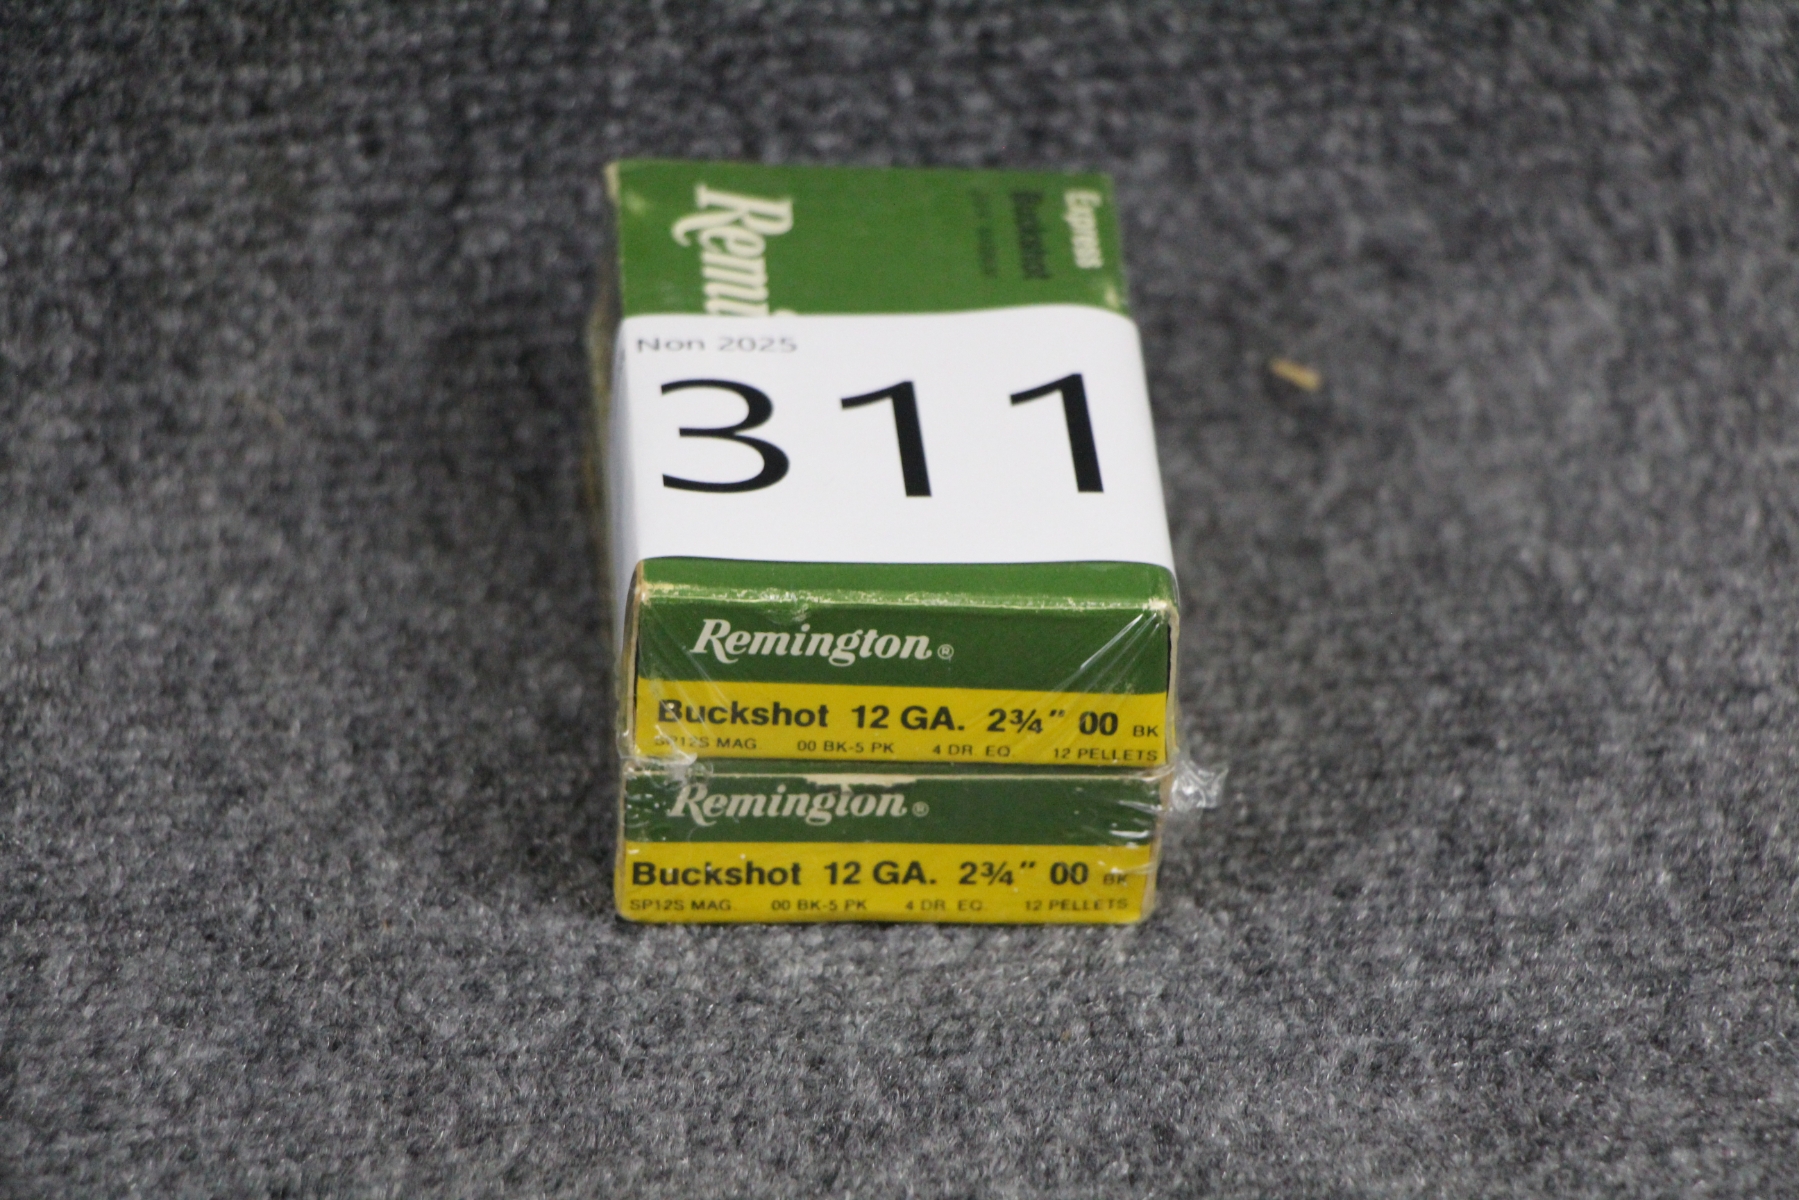 Express
Buckshot
Remi
Non 2025
311
Remington®
Buckshot 12 GA. 2¾" 00 BK
SP12S MAG 00 BK-5 PK 4 DR. EQ. 12 PELLETS
Remington®
Buckshot 12 GA. 2¾" 00 BK
SP12S MAG. 00 BK-5 PK 4 DR. EQ. 12 PELLETS